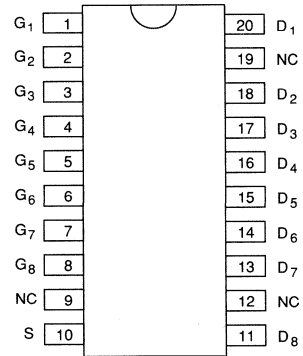 G1 1 20 D1
G2 2 19 NC
G3 3 18 D2
G4 4 17 D3
G5 5 16 D4
G6 6 15 D5
G7 7 14 D6
G8 8 13 D7
NC 9 12 NC
S 10 11 D8